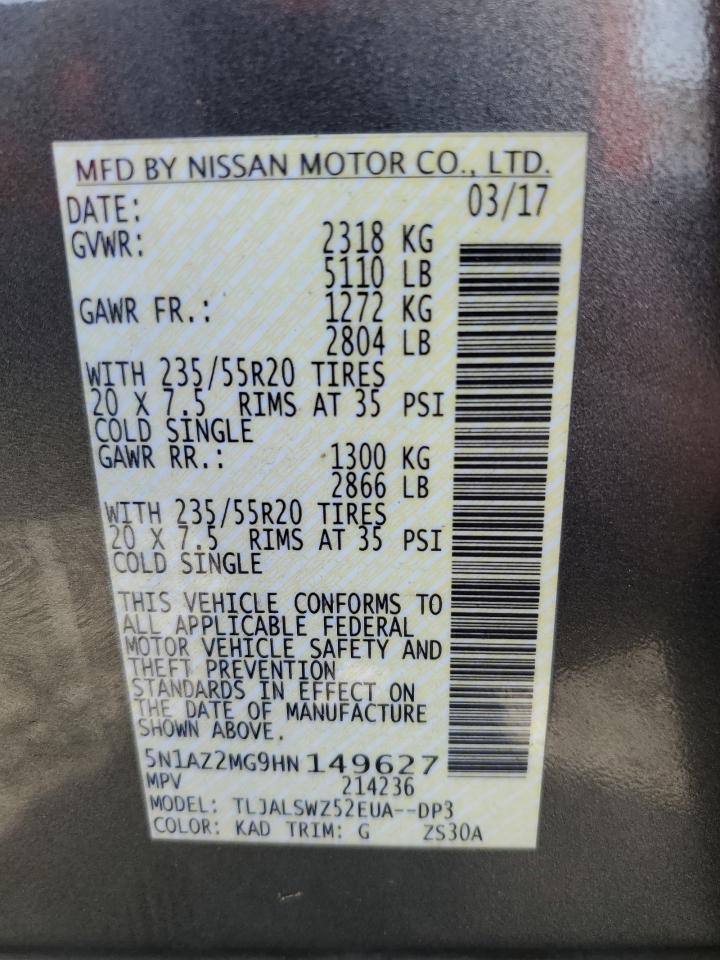 MFD BY NISSAN MOTOR CO., LTD.
DATE: 03/17
GVWR: 2318 KG
5110 LB
GAWR FR.: 1272 KG
2804 LB
WITH 235/55R20 TIRES
20 X 7.5 RIMS AT 35 PSI
COLD SINGLE
GAWR RR.: 1300 KG
2866 LB
WITH 235/55R20 TIRES
20 X 7.5 RIMS AT 35 PSI
COLD SINGLE
THIS VEHICLE CONFORMS TO
ALL APPLICABLE FEDERAL
MOTOR VEHICLE SAFETY AND
THEFT PREVENTION
STANDARDS IN EFFECT ON
THE DATE OF MANUFACTURE
SHOWN ABOVE.
5N1AZ2MG9HN149627
MPV 214236
MODEL: TLJALSWZ52EUA--DP3
COLOR: KAD TRIM: G ZS30A